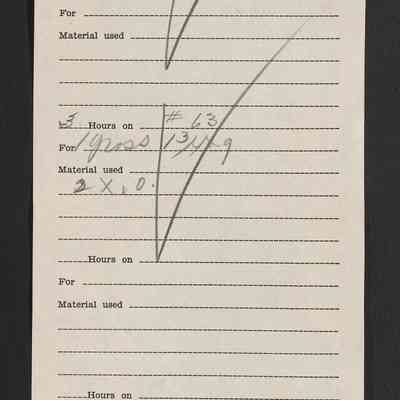 For
Material used
3 Hours on # 63
For 1 gross 13/4
Material used
2 X . O .
Hours on
For
Material used
Hours on